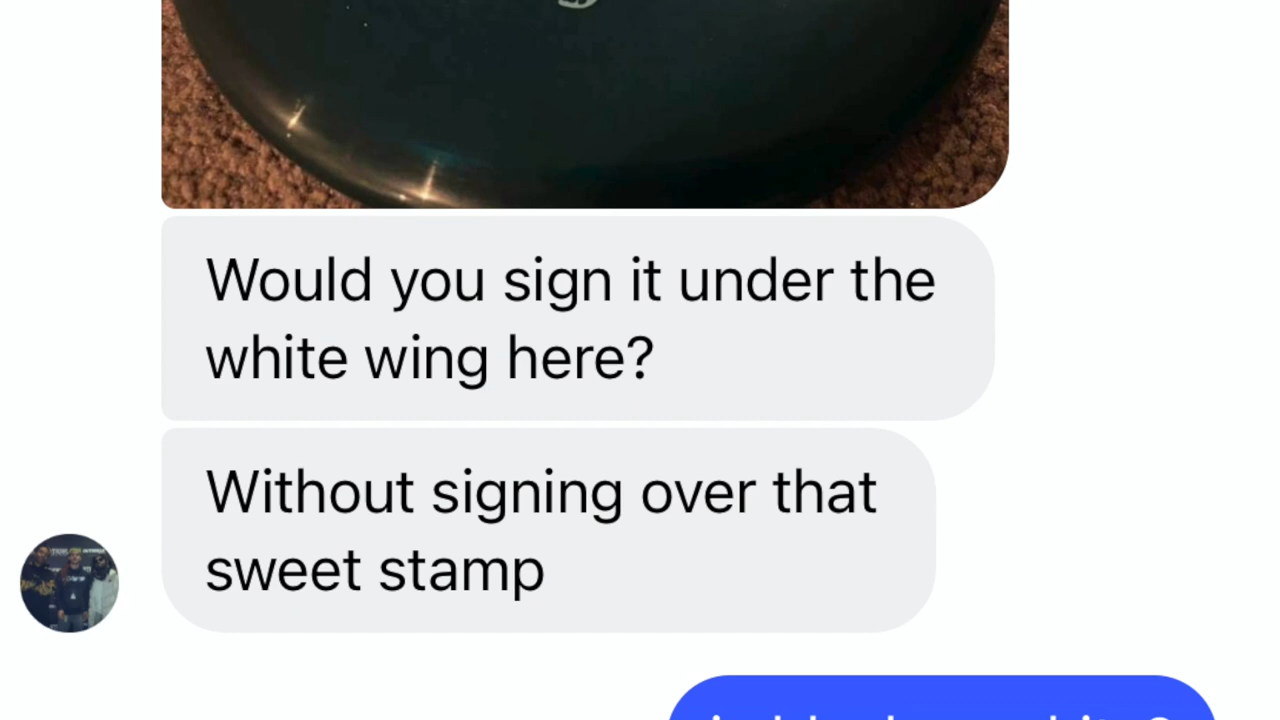 Would you sign it under the
white wing here?
Without signing over that
sweet stamp